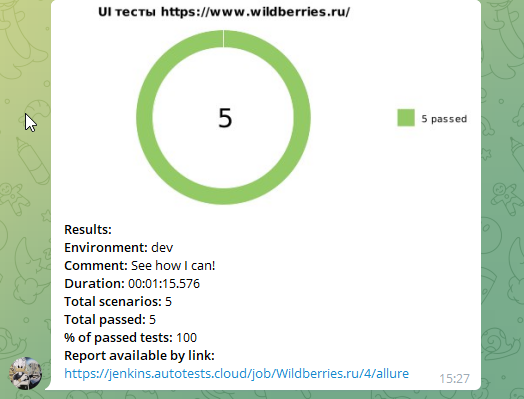 UI тесты https://www.wildberries.ru/
5
5 passed
Results:
Environment: dev
Comment: See how I can!
Duration: 00:01:15.576
Total scenarios: 5
Total passed: 5
% of passed tests: 100
Report available by link:
https://jenkins.autotests.cloud/job/Wildberries.ru/4/allure
15:27